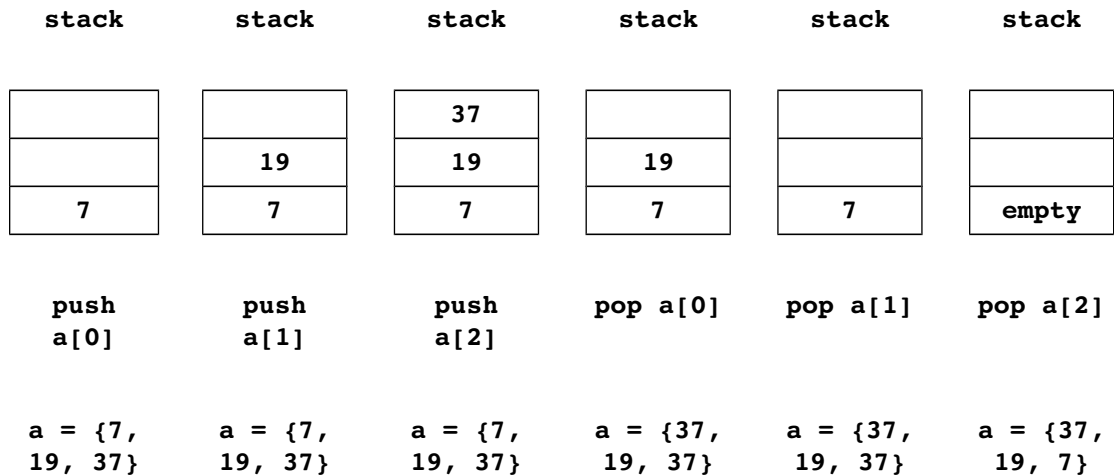 stack stack stack stack stack stack
37
19 19 19
7 7 7 7 7 empty
push push push pop a[0] pop a[1] pop a[2]
a[0] a[1] a[2]
a = {7, a = {7, a = {7, a = {37, a = {37, a = {37,
19, 37} 19, 37} 19, 37} 19, 37} 19, 37} 19, 7}